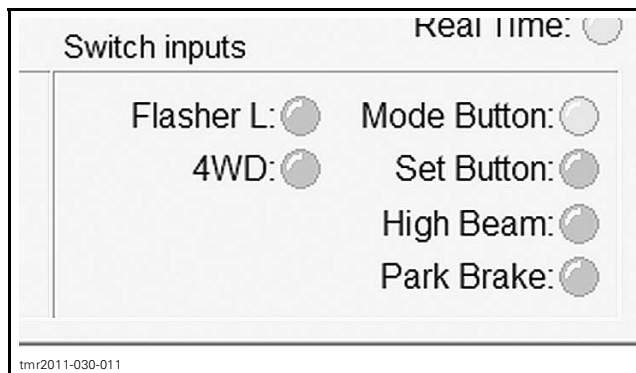 Real Time:
Switch inputs
Flasher L: Mode Button:
4WD: Set Button:
High Beam:
Park Brake:
tmr2011-030-011